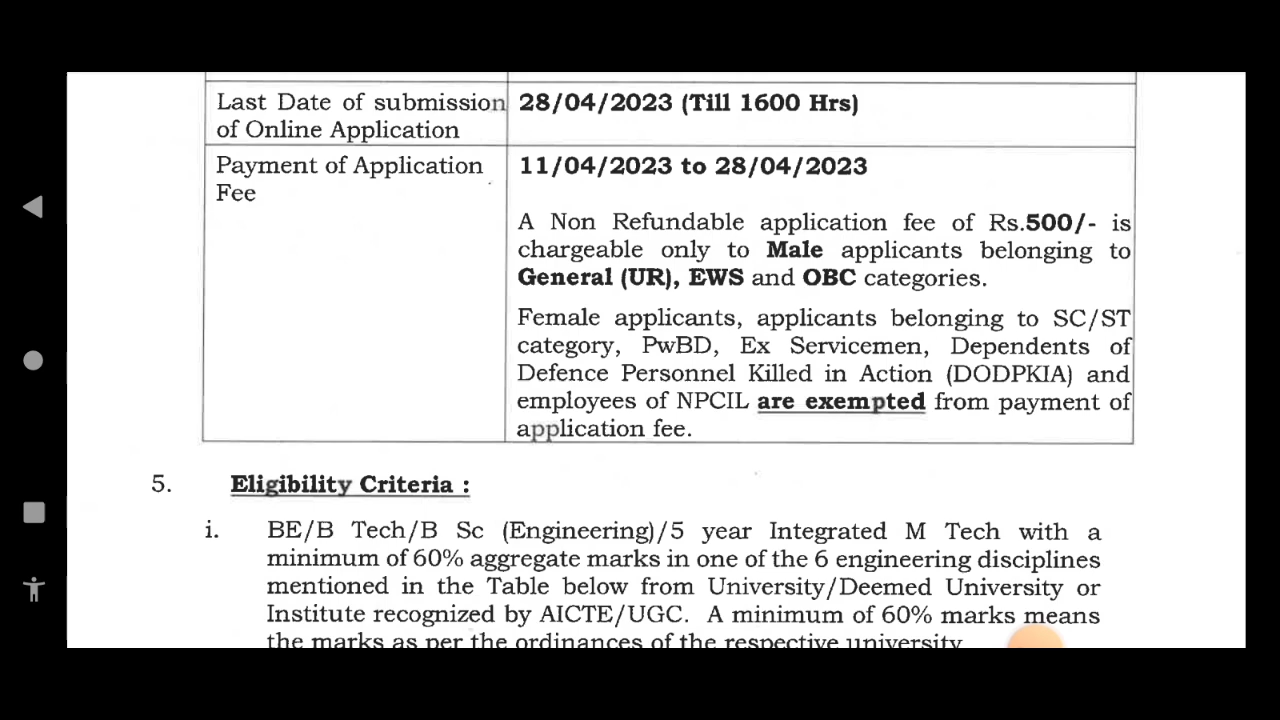 Last Date of submission 28/04/2023 (Till 1600 Hrs)
of Online Application
Payment of Application 11/04/2023 to 28/04/2023
Fee
A Non Refundable application fee of Rs.500/- is
chargeable only to Male applicants belonging to
General (UR), EWS and OBC categories.
Female applicants, applicants belonging to SC/ST
category, PwBD, Ex Servicemen, Dependents of
Defence Personnel Killed in Action (DODPKIA) and
employees of NPCIL are exempted from payment of
application fee.
5. Eligibility Criteria :
i. BE/B Tech/B Sc (Engineering)/5 year Integrated M Tech with a
minimum of 60% aggregate marks in one of the 6 engineering disciplines
mentioned in the Table below from University/Deemed University or
Institute recognized by AICTE/UGC. A minimum of 60% marks means
the marks as per the ordinances of the respective university.